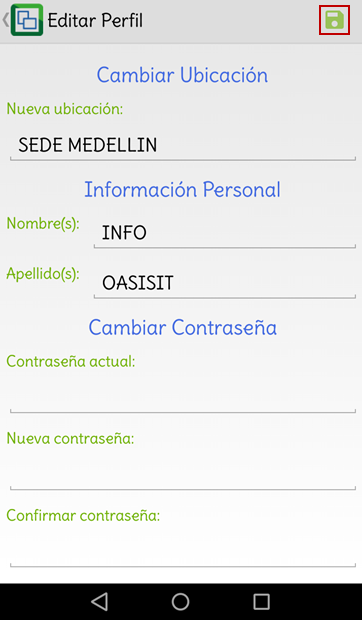 Editar Perfil
Cambiar Ubicación
Nueva ubicación:
SEDE MEDELLIN
Información Personal
Nombre(s): INFO
Apellido(s): OASISIT
Cambiar Contraseña
Contraseña actual:
Nueva contraseña:
Confirmar contraseña: